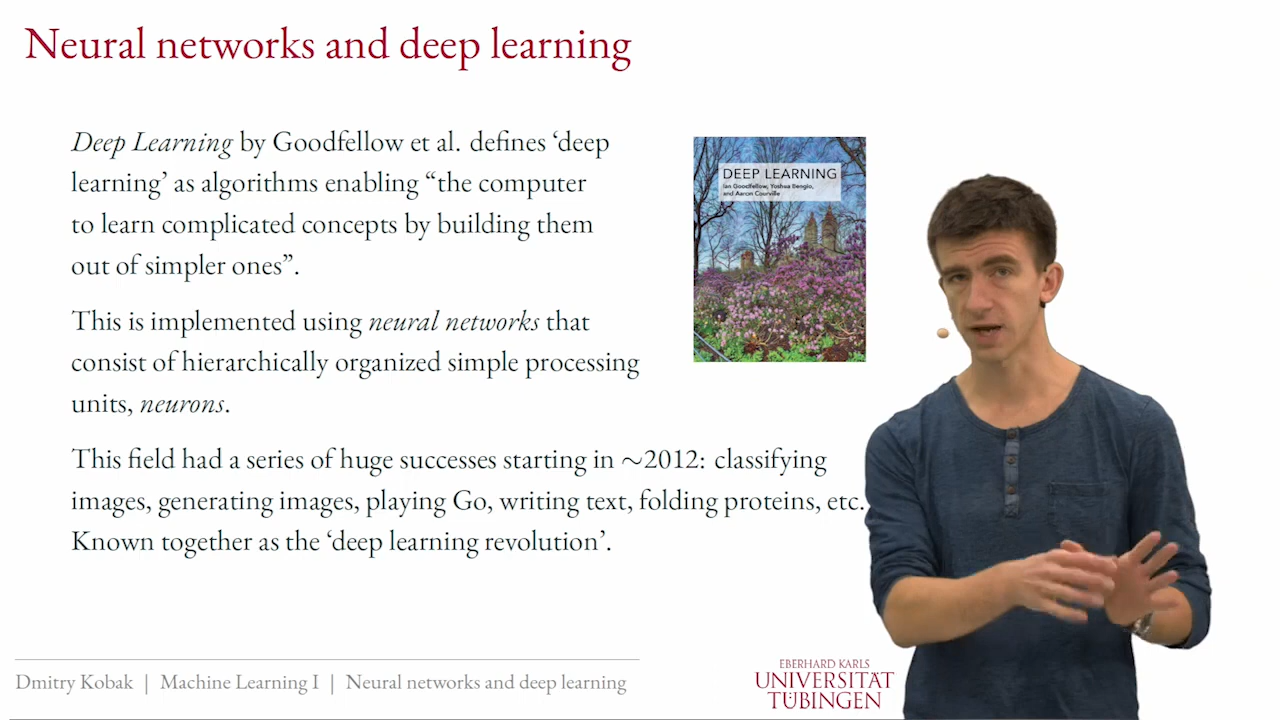 Neural networks and deep learning
Deep Learning by Goodfellow et al. defines ‘deep
learning’ as algorithms enabling “the computer
to learn complicated concepts by building them
out of simpler ones”.
This is implemented using neural networks that
consist of hierarchically organized simple processing
units, neurons.
This field had a series of huge successes starting in ~2012: classifying
images, generating images, playing Go, writing text, folding proteins, etc.
Known together as the ‘deep learning revolution’.
DEEP LEARNING
Ian Goodfellow, Yoshua Bengio,
and Aaron Courville
Dmitry Kobak | Machine Learning I | Neural networks and deep learning
EBERHARD KARLS
UNIVERSITÄT
TÜBINGEN